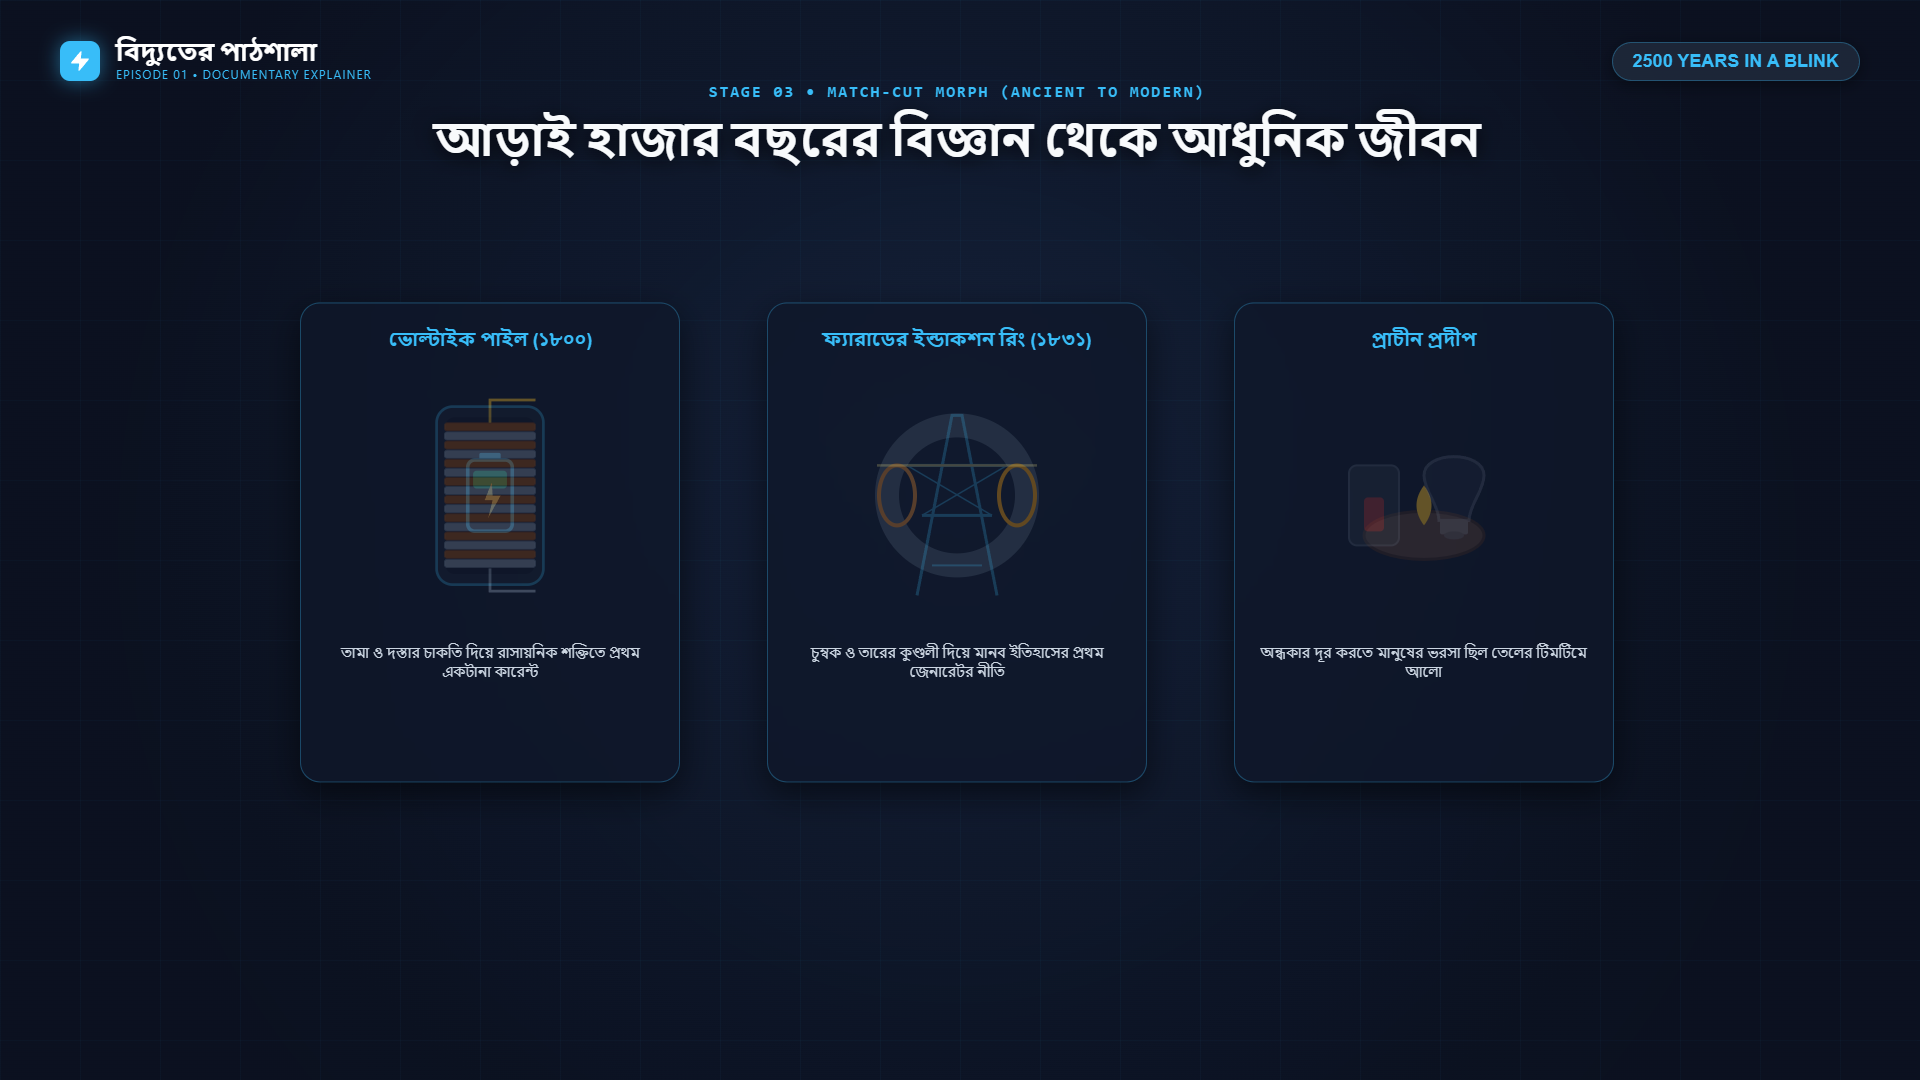 বিদ্যুতের পাঠশালা
EPISODE 01 • DOCUMENTARY EXPLAINER
2500 YEARS IN A BLINK
STAGE 03 • MATCH-CUT MORPH (ANCIENT TO MODERN)
আড়াই হাজার বছরের বিজ্ঞান থেকে আধুনিক জীবন
ভোল্টাইক পাইল (১৮০০)
তামা ও দস্তার চাকতি দিয়ে রাসায়নিক শক্তিতে প্রথম
একটানা কারেন্ট
ফ্যারাডের ইন্ডাকশন রিং (১৮৩১)
চুম্বক ও তারের কুণ্ডলী দিয়ে মানব ইতিহাসের প্রথম
জেনারেটর নীতি
প্রাচীন প্রদীপ
অন্ধকার দূর করতে মানুষের ভরসা ছিল তেলের টিমটিমে
আলো